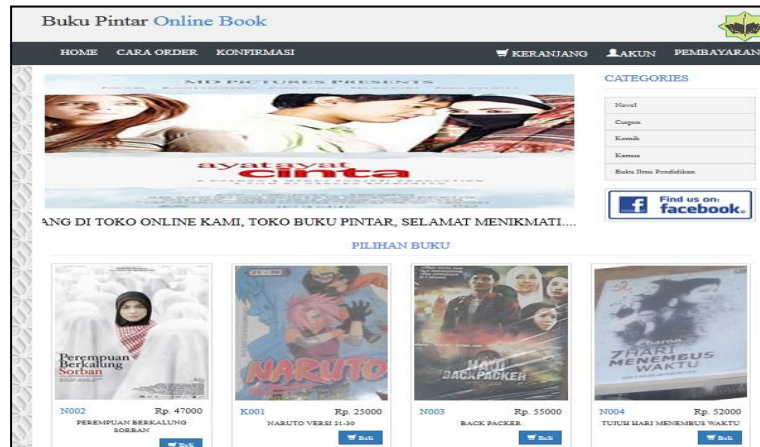 Buku Pintar Online Book
HOME CARA ORDER KONFIRMASI KERANJANG AKUN PEMBAYARAN
MD PICTURES PRESENTS
CATEGORIES
Novel
Cerpen
Komik
Kamus
Buku Ilmu Pendidikan
ayat ayat
cinta
Find us on:
facebook.
ANG DI TOKO ONLINE KAMI, TOKO BUKU PINTAR, SELAMAT MENIKMATI....
PILIHAN BUKU
Perempuan
Berkalung
Sorban
NARUTO
HAJI
BACKPACKER
7 HARI
MENEMBUS
WAKTU
N002 Rp. 47000
PEREMPUAN BERKALUNG
SORBAN
Beli
K001 Rp. 25000
NARUTO VERSI 21-30
Beli
N003 Rp. 55000
BACK PACKER
Beli
N004 Rp. 52000
TUJUH HARI MENEMBUS WAKTU
Beli